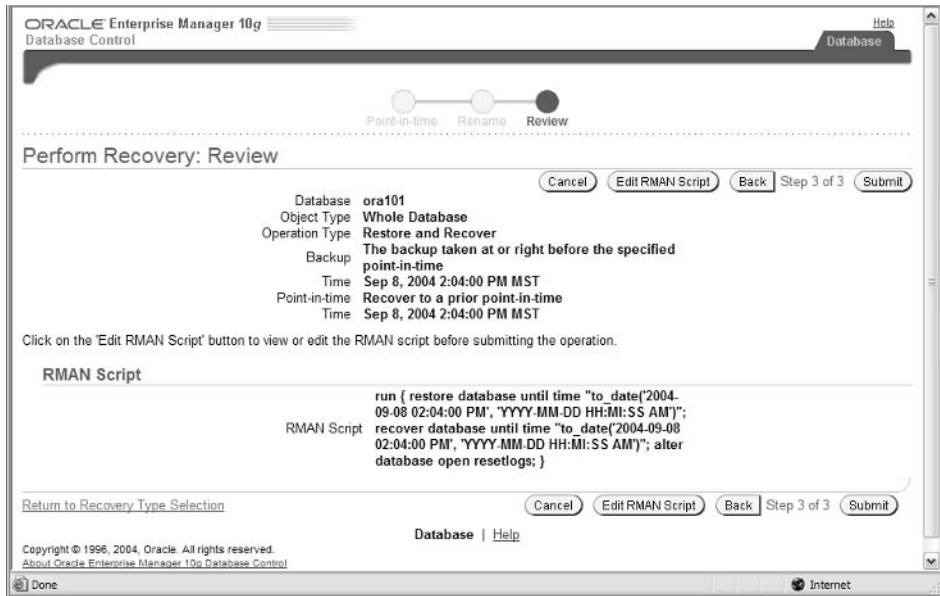 ORACLE Enterprise Manager 10g
Database Control
Help
Database
Point-in-time Rename Review
Perform Recovery: Review
Cancel Edit RMAN Script Back Step 3 of 3 Submit
Database ora101
Object Type Whole Database
Operation Type Restore and Recover
Backup The backup taken at or right before the specified
point-in-time
Time Sep 8, 2004 2:04:00 PM MST
Point-in-time Recover to a prior point-in-time
Time Sep 8, 2004 2:04:00 PM MST
Click on the 'Edit RMAN Script' button to view or edit the RMAN script before submitting the operation.
RMAN Script
run { restore database until time "to_date('2004-
09-08 02:04:00 PM', 'YYYY-MM-DD HH:MI:SS AM')";
RMAN Script recover database until time "to_date('2004-09-08
02:04:00 PM', 'YYYY-MM-DD HH:MI:SS AM')"; alter
database open resetlogs; }
Return to Recovery Type Selection
Cancel Edit RMAN Script Back Step 3 of 3 Submit
Database | Help
Copyright © 1996, 2004, Oracle. All rights reserved.
About Oracle Enterprise Manager 10g Database Control
Done Internet